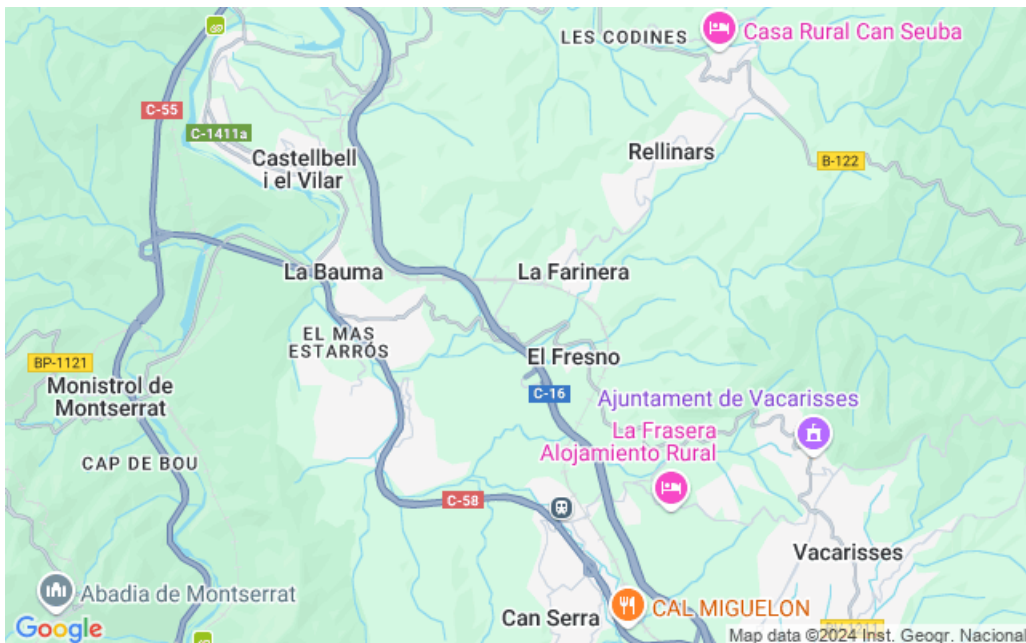 LES CODINES
Casa Rural Can Seuba
C-55
C-1411a
Castellbell
i el Vilar
Rellinars
B-122
La Bauma
La Farinera
EL MAS
ESTARRÓS
El Fresno
BP-1121
Monistrol de
Montserrat
C-16
Ajuntament de Vacarisses
La Frasera
Alojamiento Rural
CAP DE BOU
C-58
Vacarisses
Abadia de Montserrat
Can Serra
CAL MIGUELON
Google
Map data ©2024 Inst. Geogr. Nacional